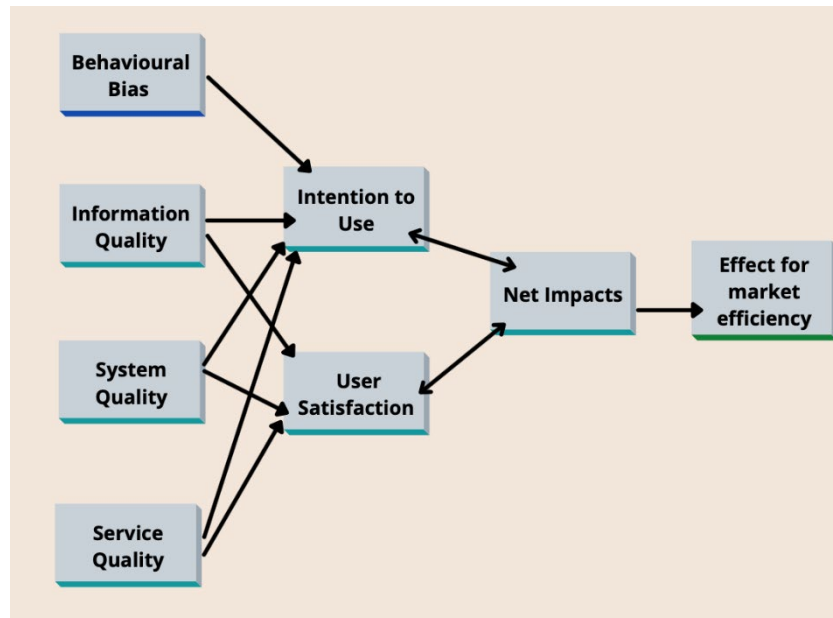 Behavioural
Bias
Information
Quality
System
Quality
Service
Quality
Intention to
Use
User
Satisfaction
Net Impacts
Effect for
market
efficiency